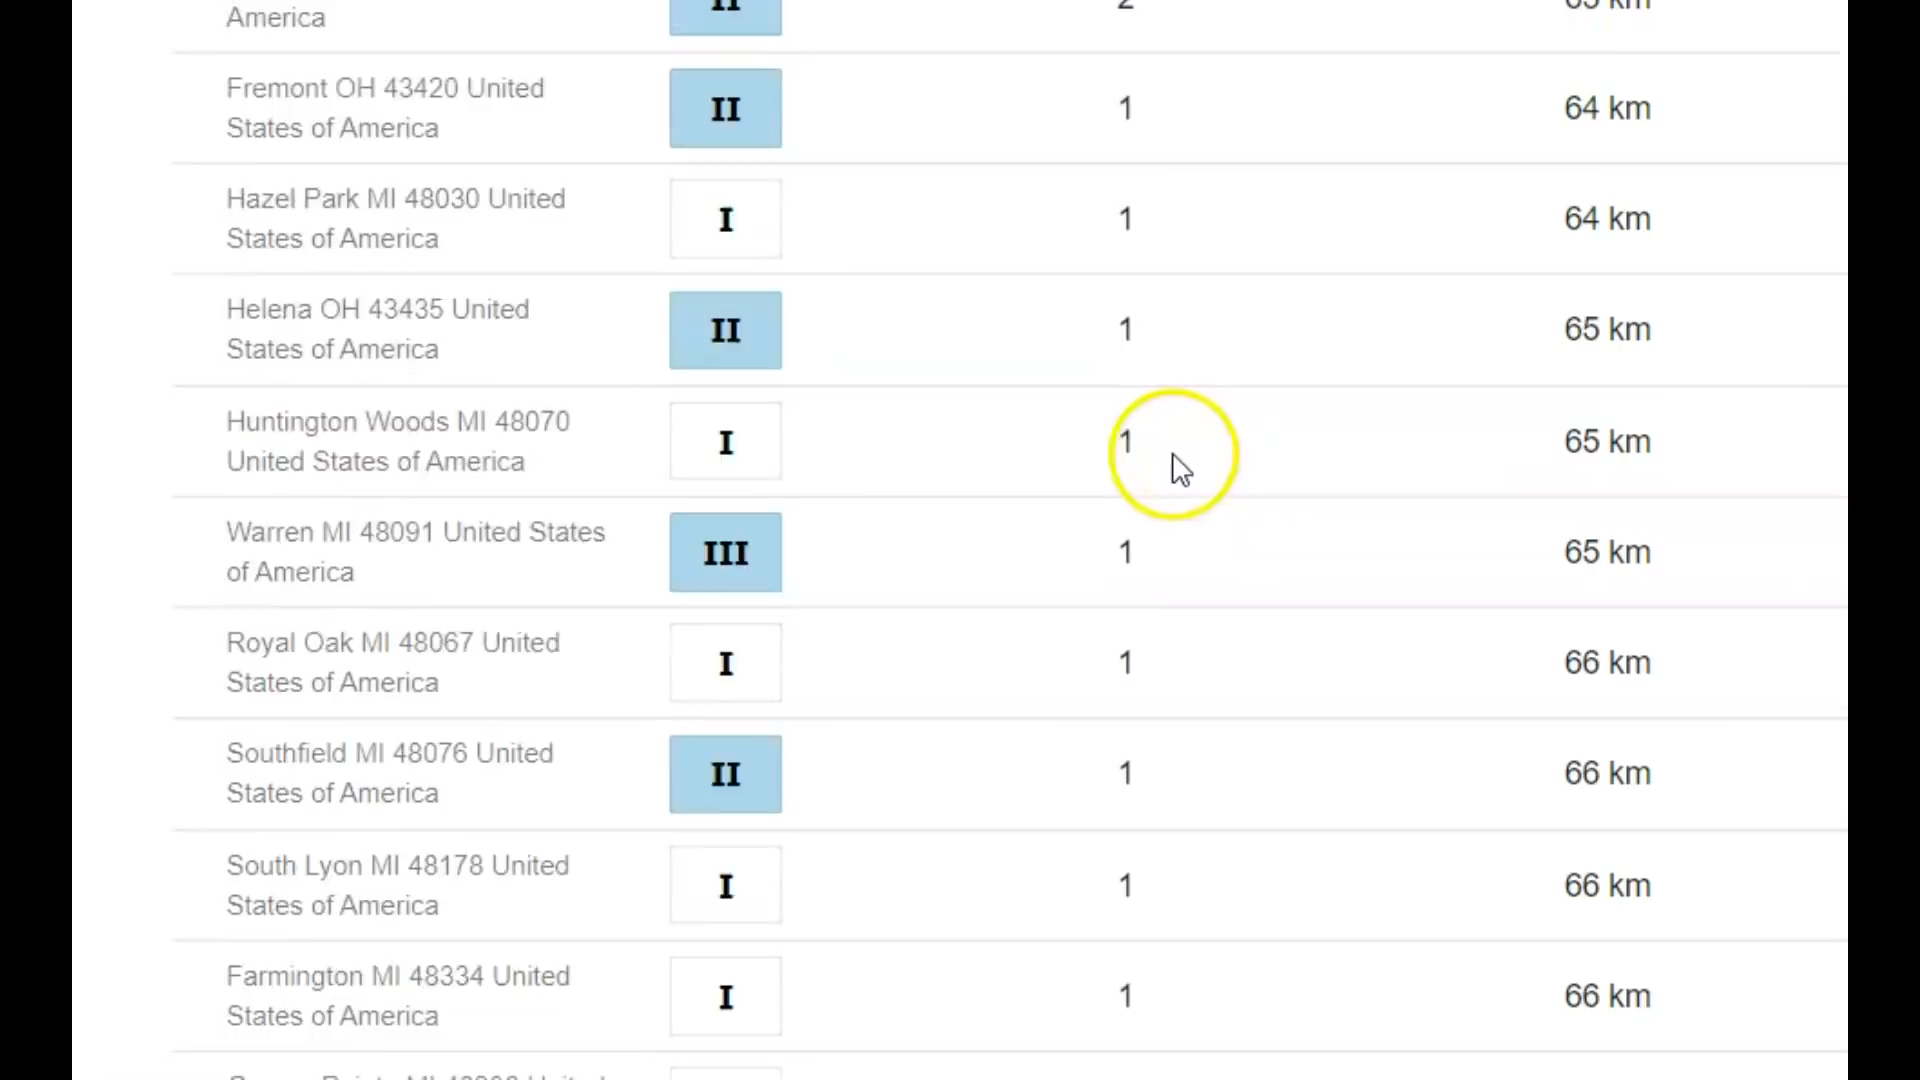 America II 2 63 km
Fremont OH 43420 United
States of America
II 1 64 km
Hazel Park MI 48030 United
States of America
I 1 64 km
Helena OH 43435 United
States of America
II 1 65 km
Huntington Woods MI 48070
United States of America
I 1 65 km
Warren MI 48091 United States
of America
III 1 65 km
Royal Oak MI 48067 United
States of America
I 1 66 km
Southfield MI 48076 United
States of America
II 1 66 km
South Lyon MI 48178 United
States of America
I 1 66 km
Farmington MI 48334 United
States of America
I 1 66 km